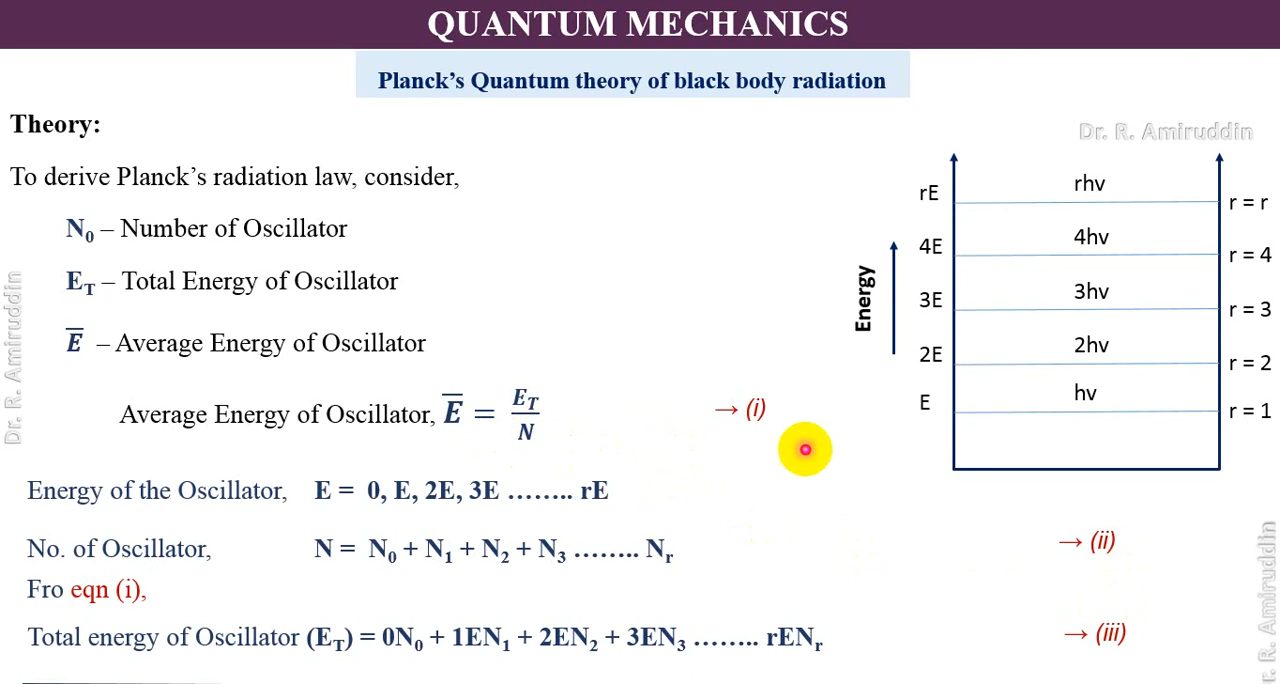 QUANTUM MECHANICS
Planck's Quantum theory of black body radiation
Theory:
Dr. R. Amiruddin
To derive Planck's radiation law, consider,
N₀ – Number of Oscillator
E_T – Total Energy of Oscillator
E̅ – Average Energy of Oscillator
Average Energy of Oscillator, E̅ = E_T / N → (i)
Energy of the Oscillator, E = 0, E, 2E, 3E …….. rE
No. of Oscillator, N = N₀ + N₁ + N₂ + N₃ …….. Nᵣ → (ii)
Fro eqn (i),
Total energy of Oscillator (E_T) = 0N₀ + 1EN₁ + 2EN₂ + 3EN₃ …….. rENᵣ → (iii)
Energy
rE rhv r = r
4E 4hv r = 4
3E 3hv r = 3
2E 2hv r = 2
E hv r = 1
Dr. R. Amiruddin
r. R. Amiruddin